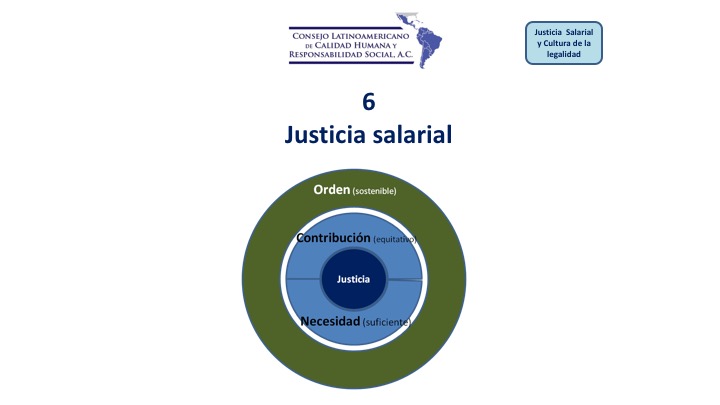 Consejo Latinoamericano
de Calidad Humana y
Responsabilidad Social, A.C.
Justicia Salarial
y Cultura de la
legalidad
6
Justicia salarial
Orden (sostenible)
Contribución (equitativo)
Justicia
Necesidad (suficiente)